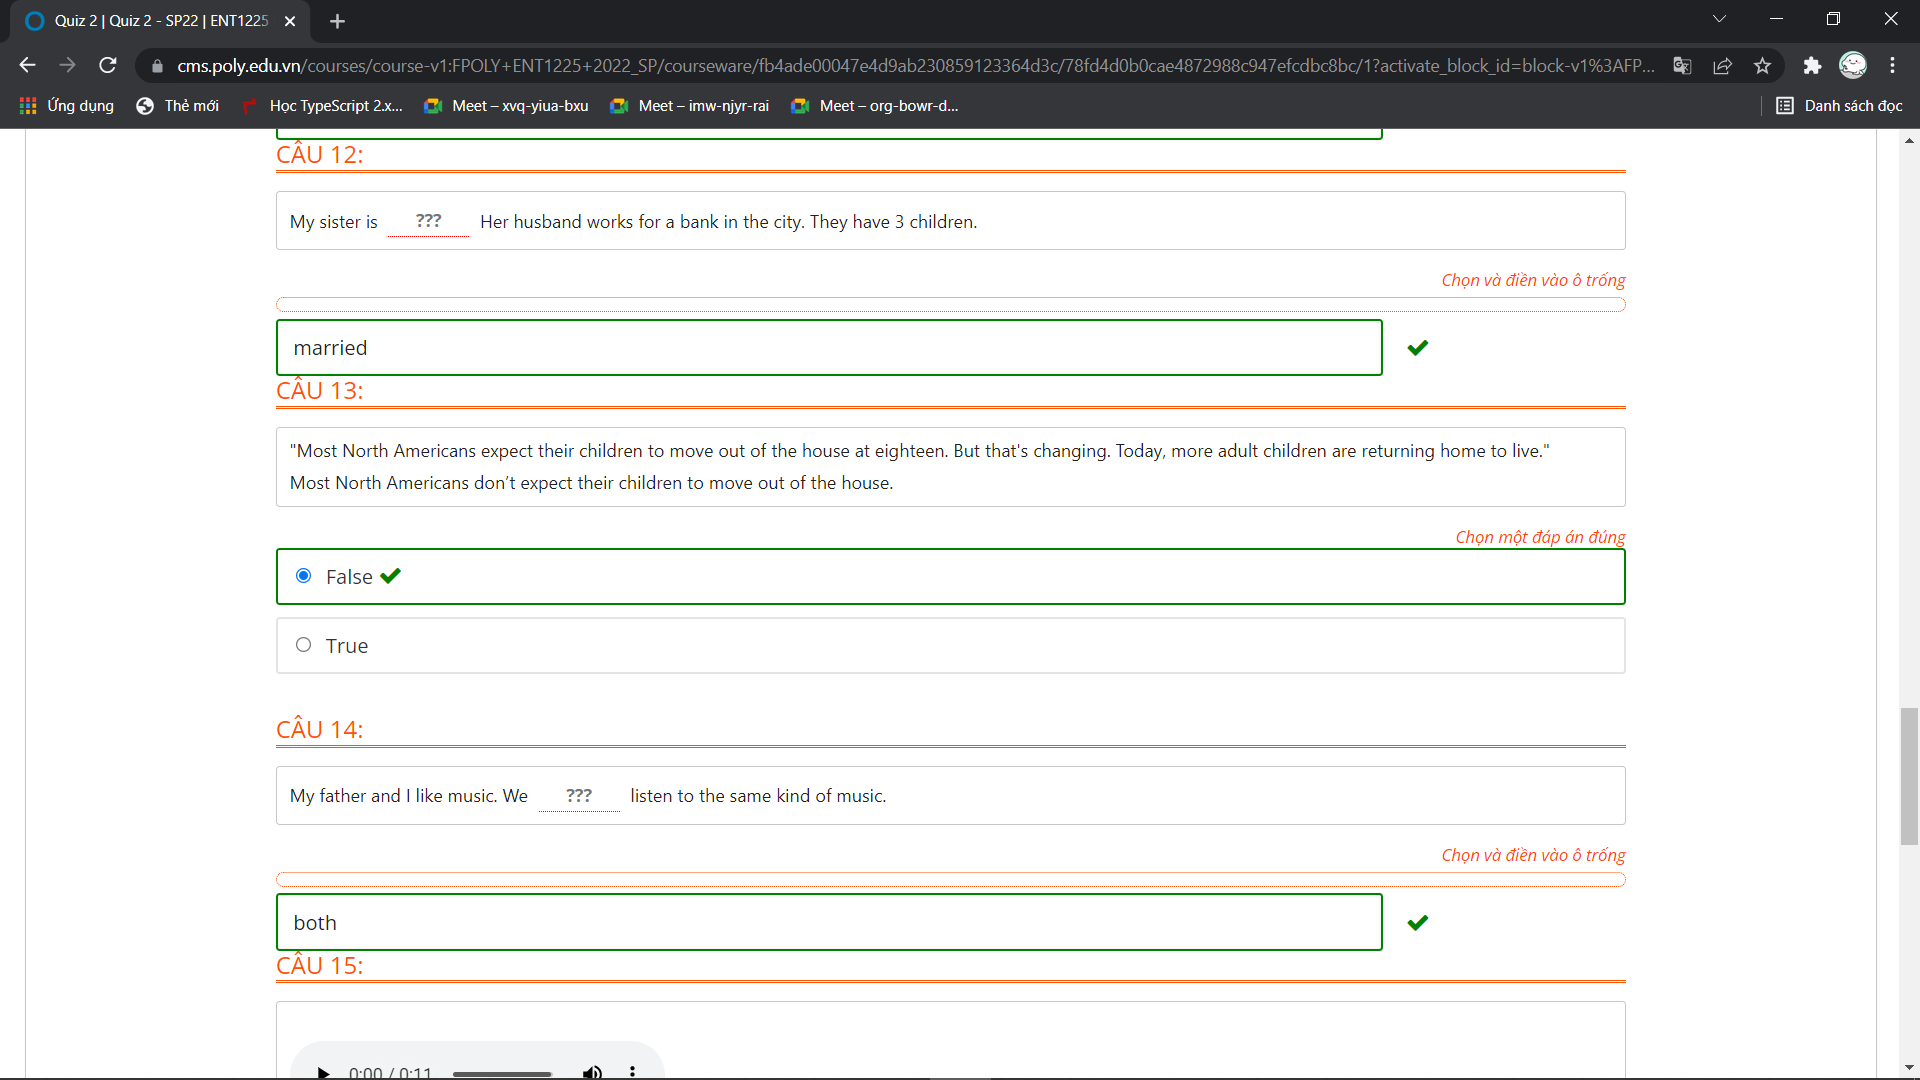 Quiz 2 | Quiz 2 - SP22 | ENT1225
cms.poly.edu.vn/courses/course-v1:FPOLY+ENT1225+2022_SP/courseware/fb4ade00047e4d9ab230859123364d3c/78fd4d0b0cae4872988c947efcdbc8bc/1?activate_block_id=block-v1%3AFP...
Ứng dụng
Thẻ mới
Học TypeScript 2.x...
Meet – xvq-yiua-bxu
Meet – imw-njyr-rai
Meet – org-bowr-d...
Danh sách đọc
CÂU 12:
My sister is ??? Her husband works for a bank in the city. They have 3 children.
Chọn và điền vào ô trống
married
CÂU 13:
"Most North Americans expect their children to move out of the house at eighteen. But that's changing. Today, more adult children are returning home to live."
Most North Americans don’t expect their children to move out of the house.
Chọn một đáp án đúng
False
True
CÂU 14:
My father and I like music. We ??? listen to the same kind of music.
Chọn và điền vào ô trống
both
CÂU 15:
0:00 / 0:11